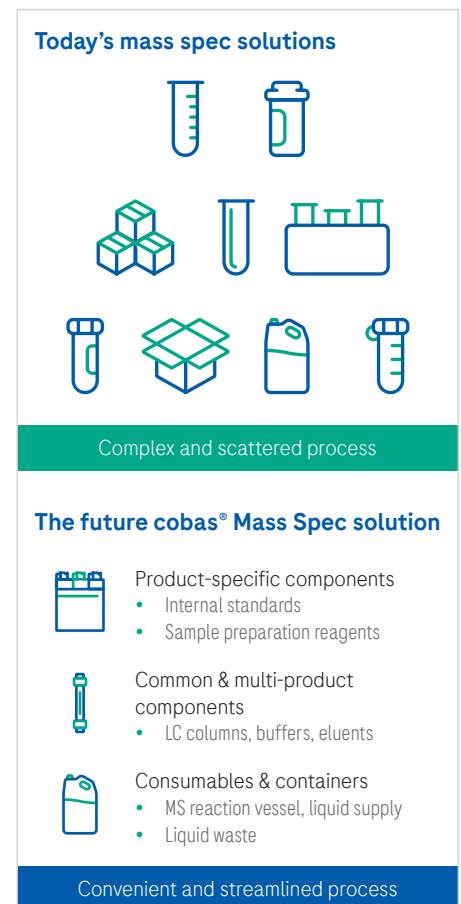 Today’s mass spec solutions
Complex and scattered process
The future cobas® Mass Spec solution
Product-specific components
• Internal standards
• Sample preparation reagents
Common & multi-product
components
• LC columns, buffers, eluents
Consumables & containers
• MS reaction vessel, liquid supply
• Liquid waste
Convenient and streamlined process